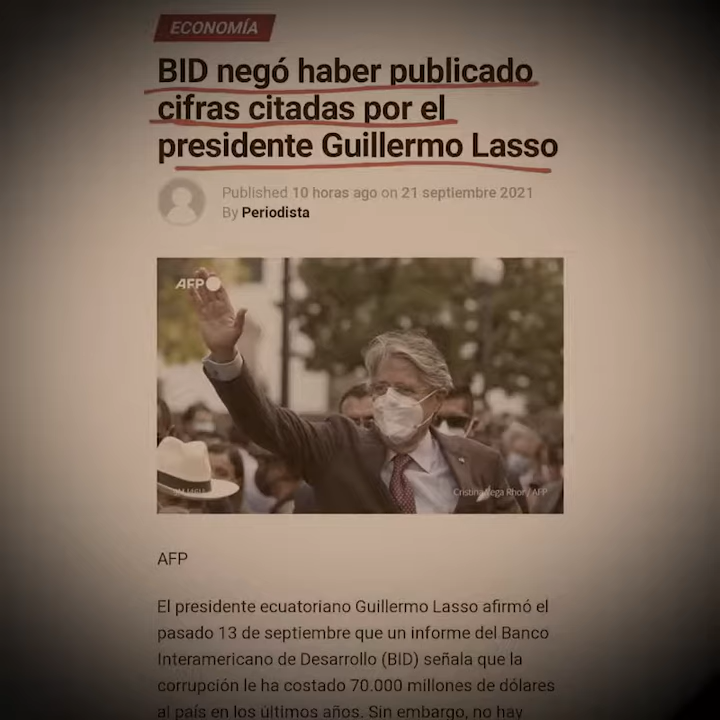 ECONOMÍA
BID negó haber publicado
cifras citadas por el
presidente Guillermo Lasso
Published 10 horas ago on 21 septiembre 2021
By Periodista
AFP
Cristina Vega Rhor / AFP
AFP
El presidente ecuatoriano Guillermo Lasso afirmó el
pasado 13 de septiembre que un informe del Banco
Interamericano de Desarrollo (BID) señala que la
corrupción le ha costado 70.000 millones de dólares
al país en los últimos años. Sin embargo, no hay